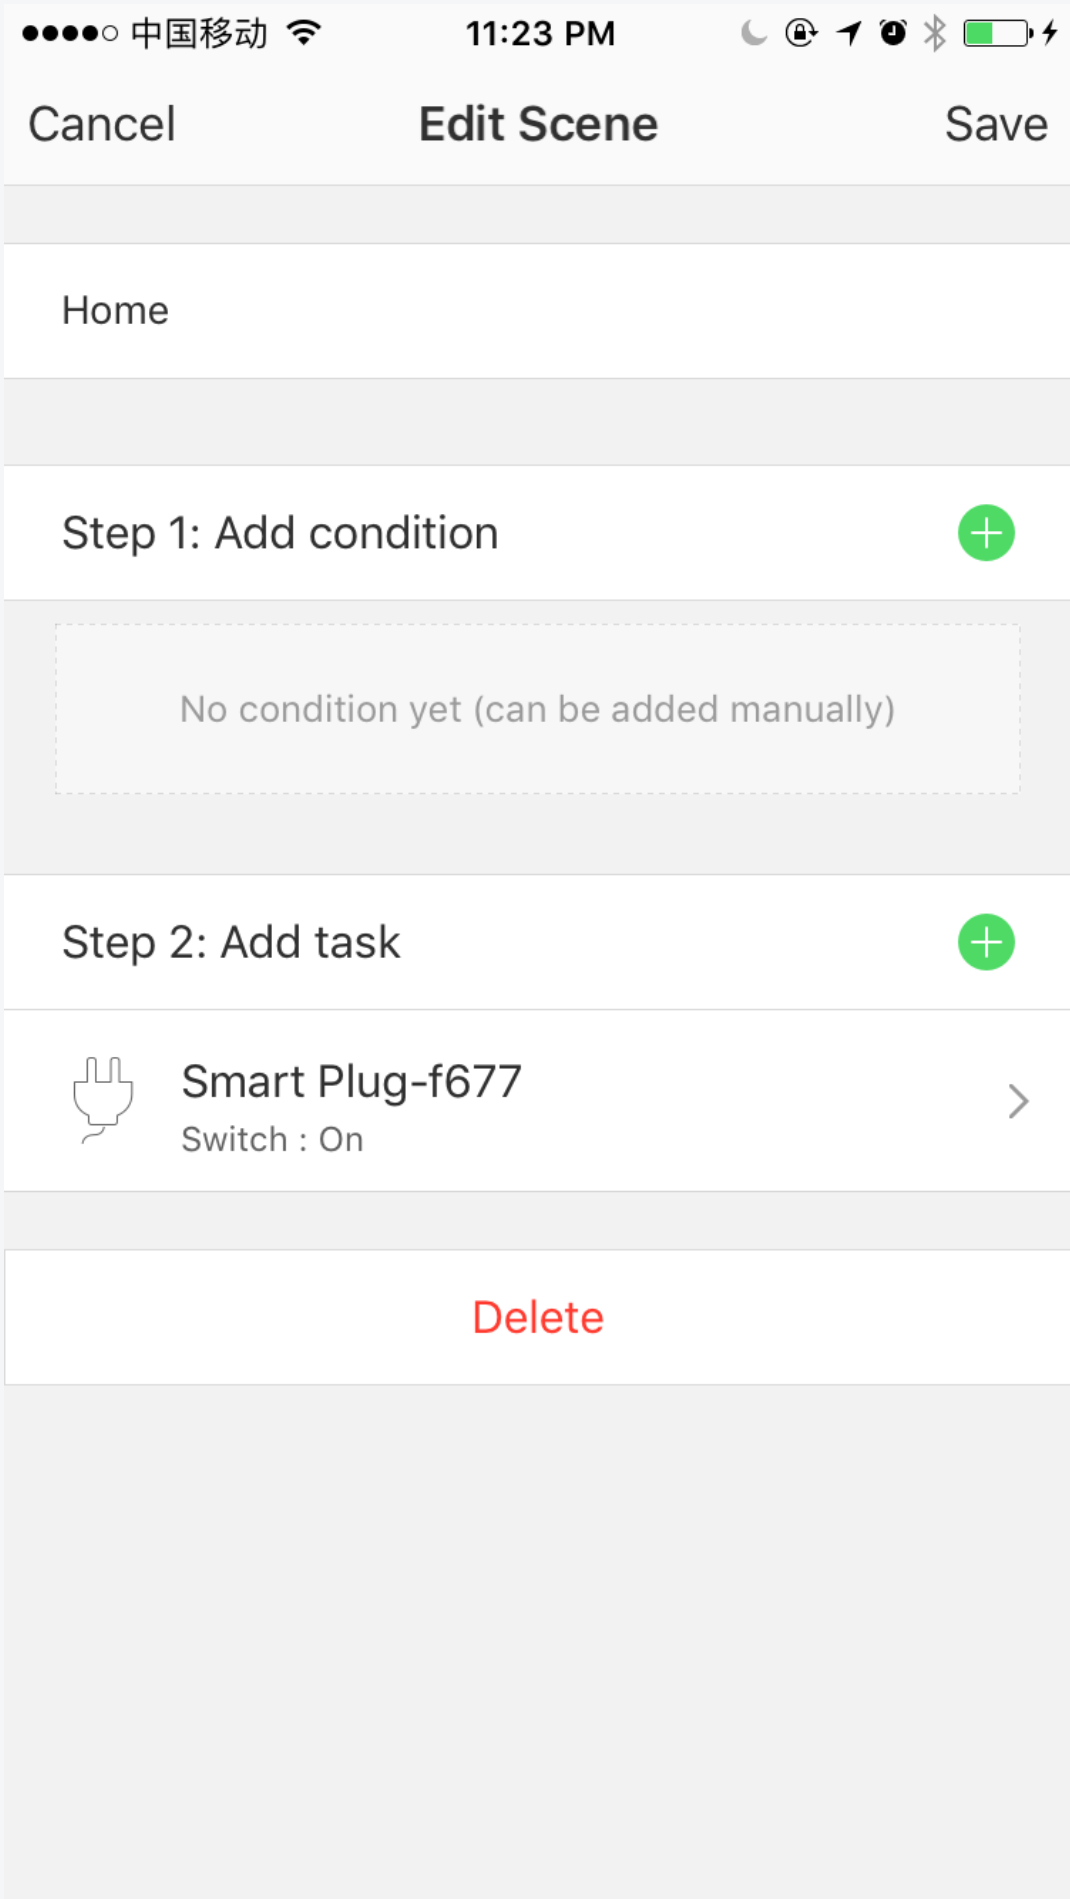 中国移动 11:23 PM
Cancel Edit Scene Save
Home
Step 1: Add condition
No condition yet (can be added manually)
Step 2: Add task
Smart Plug-f677
Switch : On
Delete